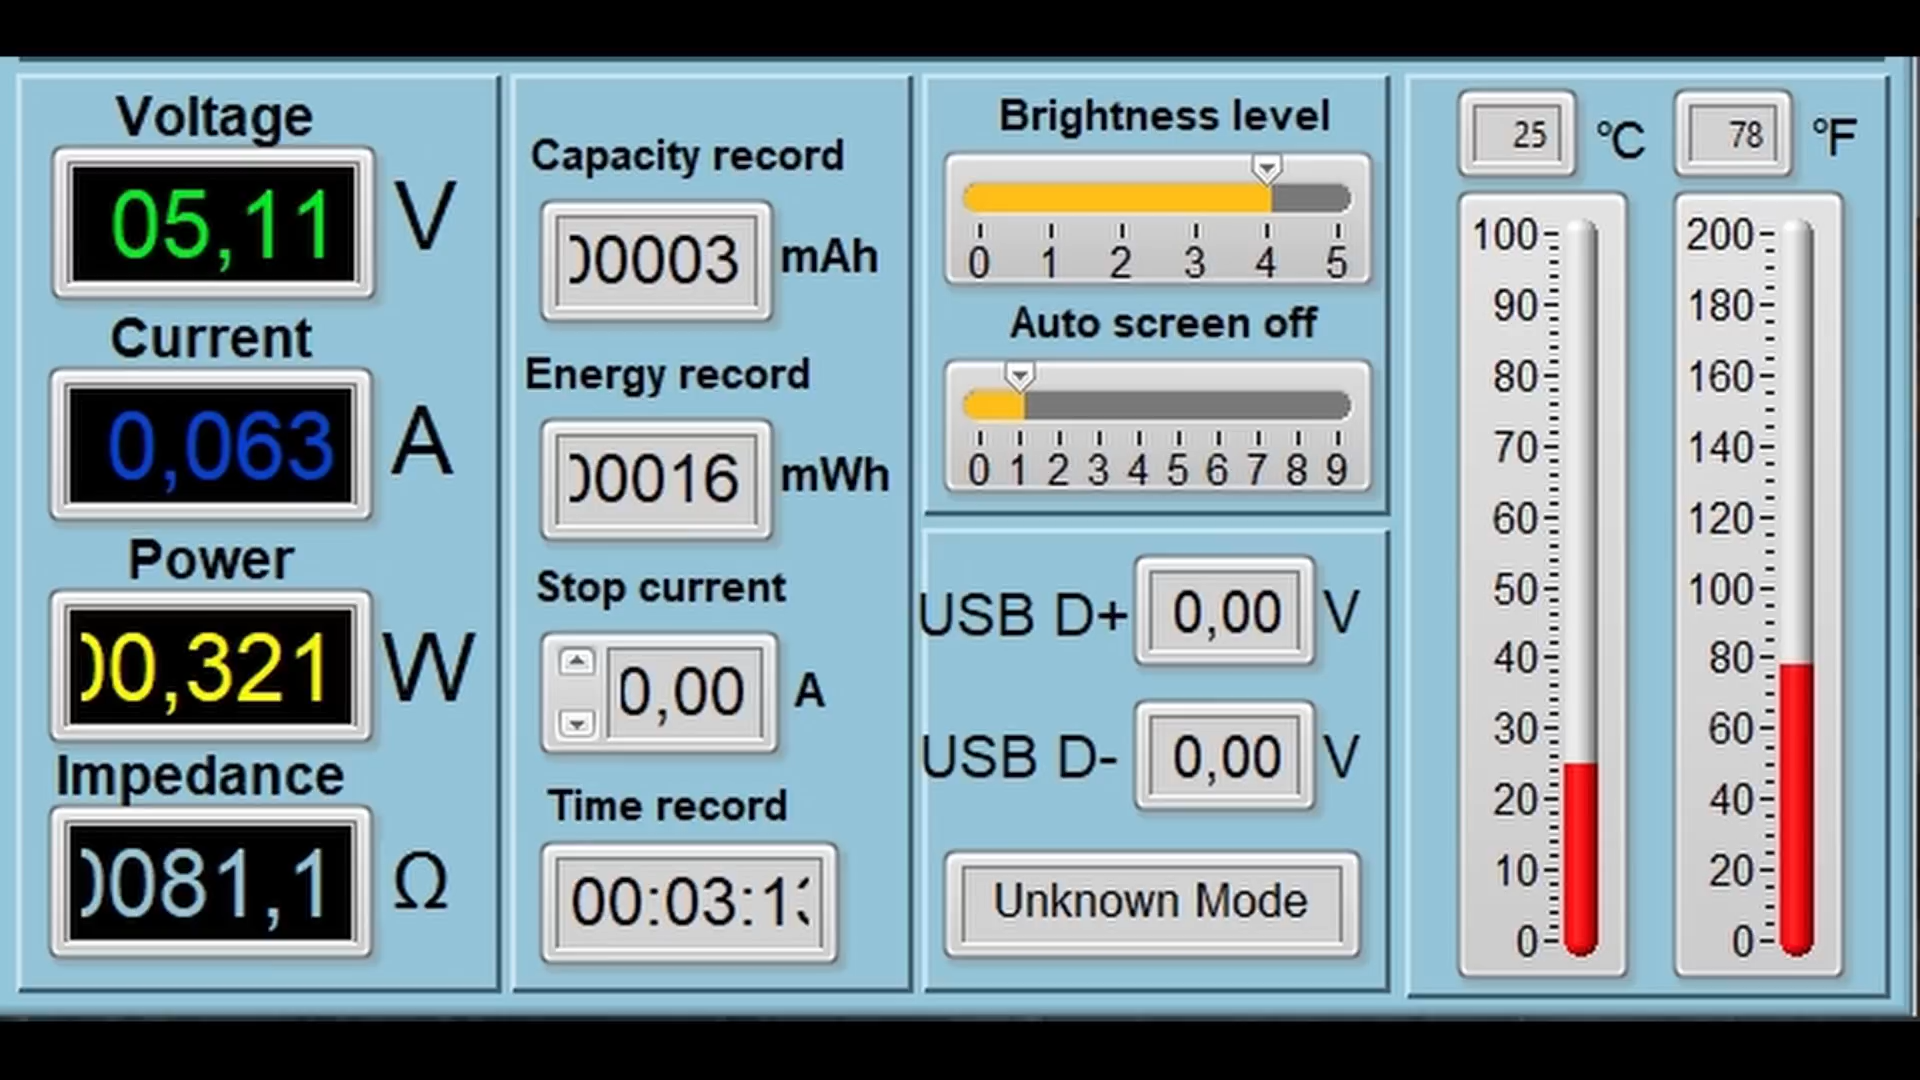 Voltage
05,11 V
Current
0,063 A
Power
00,321 W
Impedance
0081,1 Ω
Capacity record
00003 mAh
Energy record
00016 mWh
Stop current
0,00 A
Time record
00:03:1
Brightness level
0 1 2 3 4 5
Auto screen off
0 1 2 3 4 5 6 7 8 9
USB D+ 0,00 V
USB D- 0,00 V
Unknown Mode
25 °C
100
90
80
70
60
50
40
30
20
10
0
78 °F
200
180
160
140
120
100
80
60
40
20
0